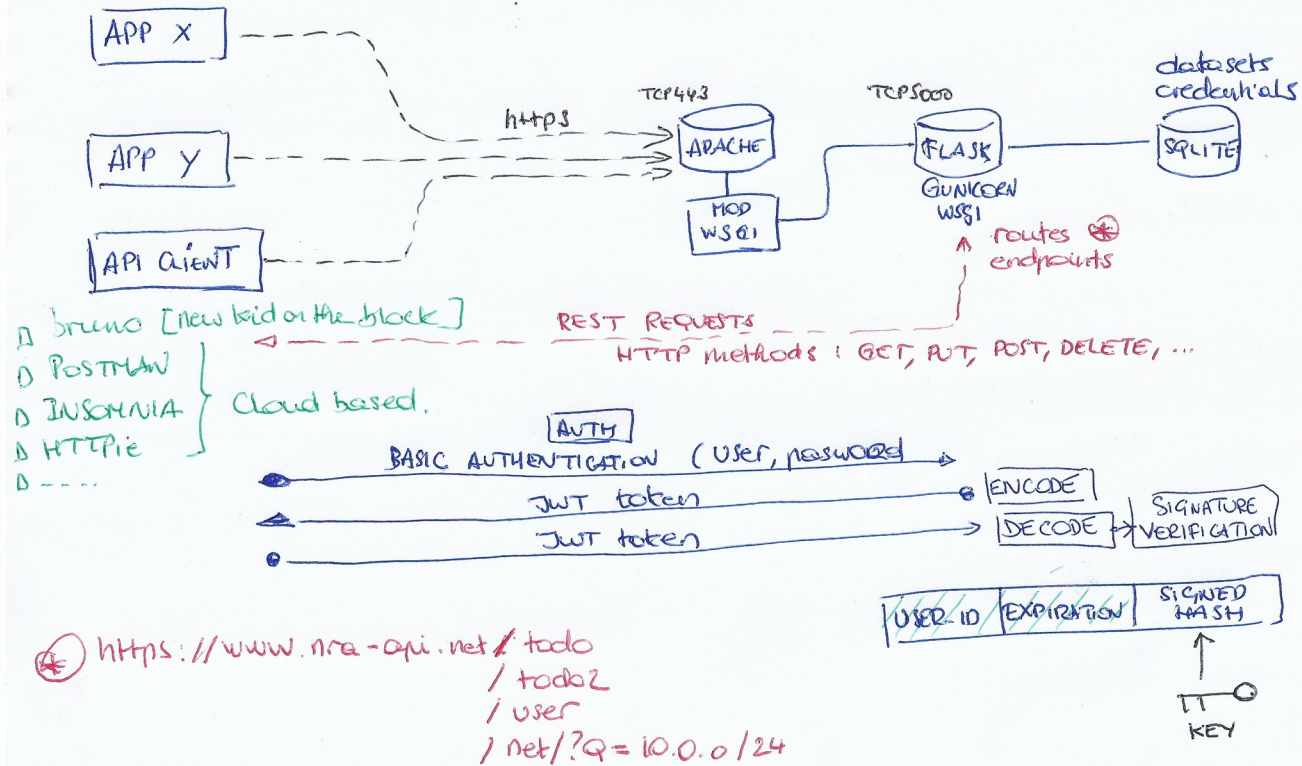 APP X
APP Y
API CLIENT
https
TCP443
APACHE
MOD
WSGI
TCP5000
FLASK
GUNICORN
WSGI
datasets
credentials
SQLITE
routes
endpoints
REST REQUESTS
HTTP methods : GET, PUT, POST, DELETE, ...
bruno [new kid on the block]
POSTMAN
INSOMNIA
HTTPie
Cloud based.
AUTH
BASIC AUTHENTICATION (user, password
JWT token
ENCODE
JWT token
DECODE
SIGNATURE
VERIFICATION
USER-ID
EXPIRATION
SIGNED
HASH
KEY
https://www.nra-api.net/todo
/todo2
/user
/net/?Q=10.0.0/24